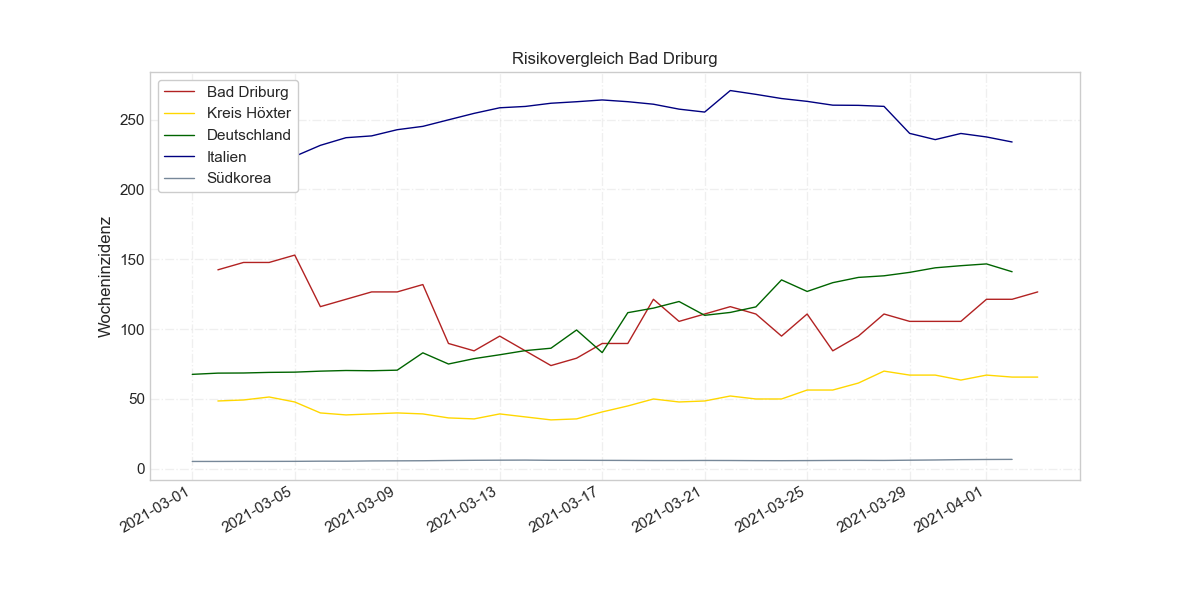 Risikovergleich Bad Driburg
Bad Driburg
Kreis Höxter
Deutschland
Italien
Südkorea
Wocheninzidenz
250
200
150
100
50
0
2021-03-01
2021-03-05
2021-03-09
2021-03-13
2021-03-17
2021-03-21
2021-03-25
2021-03-29
2021-04-01